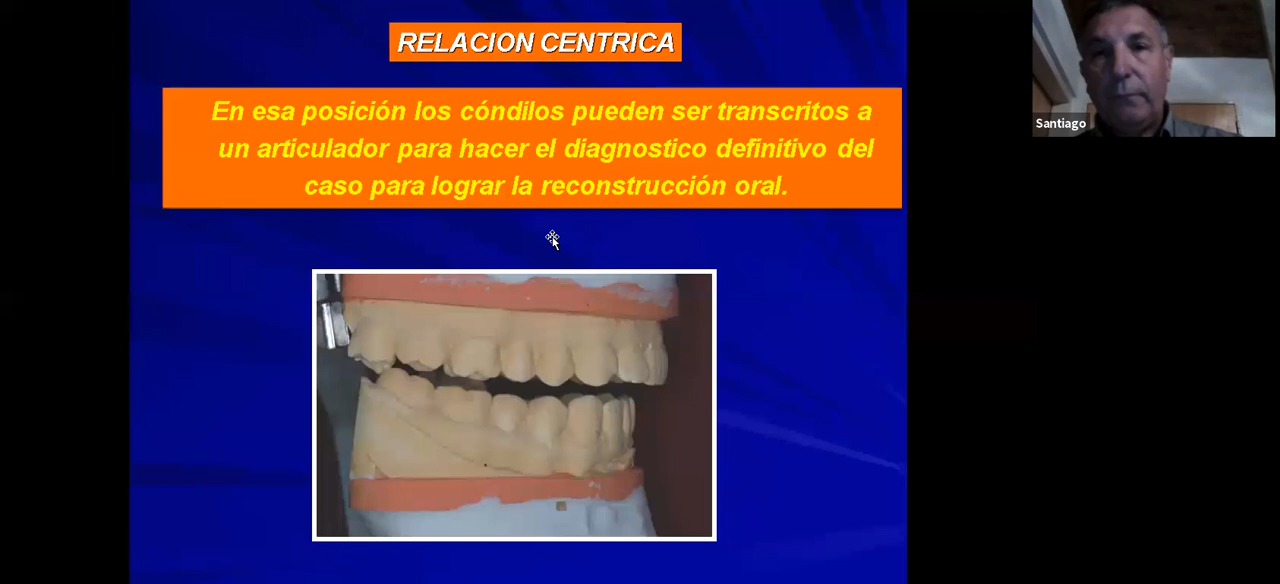 RELACION CENTRICA
En esa posición los cóndilos pueden ser transcritos a
un articulador para hacer el diagnostico definitivo del
caso para lograr la reconstrucción oral.
Santiago